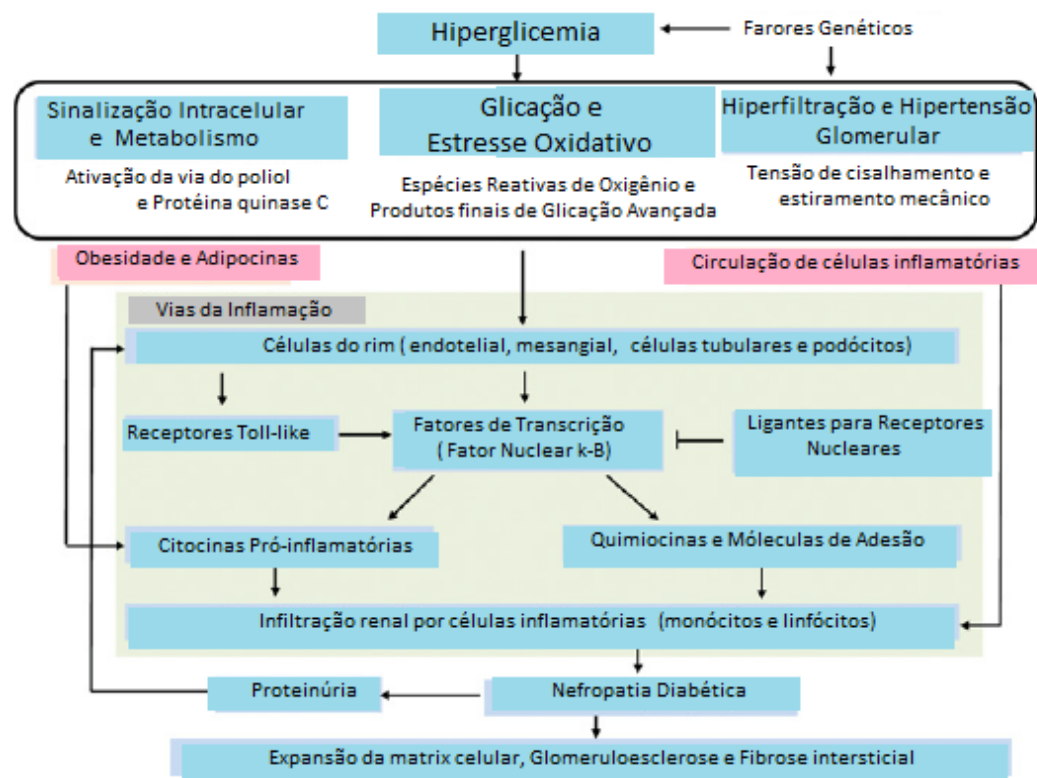 Hiperglicemia
Farores Genéticos
Sinalização Intracelular
e Metabolismo
Ativação da via do poliol
e Protéina quinase C
Glicação e
Estresse Oxidativo
Espécies Reativas de Oxigênio e
Produtos finais de Glicação Avançada
Hiperfiltração e Hipertensão
Glomerular
Tensão de cisalhamento e
estiramento mecânico
Obesidade e Adipocinas
Circulação de células inflamatórias
Vias da Inflamação
Células do rim ( endotelial, mesangial, células tubulares e podócitos)
Receptores Toll-like
Fatores de Transcrição
( Fator Nuclear k-B)
Ligantes para Receptores
Nucleares
Citocinas Pró-inflamatórias
Quimiocinas e Móleculas de Adesão
Infiltração renal por células inflamatórias (monócitos e linfócitos)
Proteinúria
Nefropatia Diabética
Expansão da matrix celular, Glomeruloesclerose e Fibrose intersticial